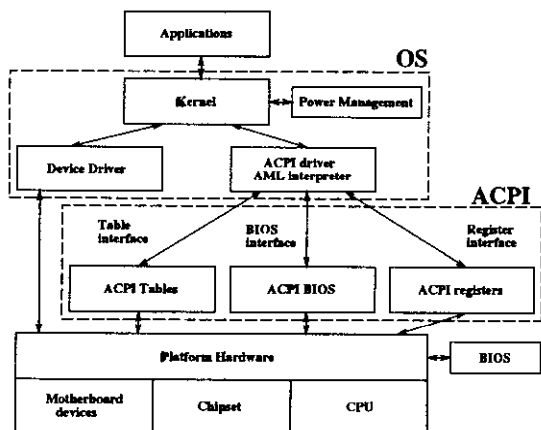 Applications
OS
Kernel
Power Management
Device Driver
ACPI driver
AML interpreter
ACPI
Table
interface
BIOS
interface
Register
interface
ACPI Tables
ACPI BIOS
ACPI registers
Platform Hardware
BIOS
Motherboard
devices
Chipset
CPU